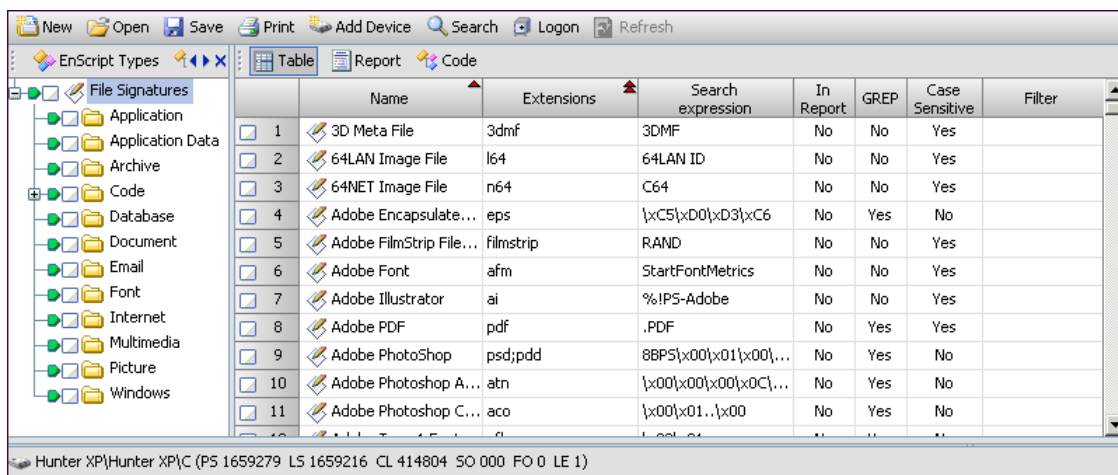 New Open Save Print Add Device Search Logon Refresh
EnScript Types Table Report Code
File Signatures
Application
Application Data
Archive
Code
Database
Document
Email
Font
Internet
Multimedia
Picture
Windows
Name Extensions Search expression In Report GREP Case Sensitive Filter
1 3D Meta File 3dmf 3DMF No No Yes
2 64LAN Image File l64 64LAN ID No No Yes
3 64NET Image File n64 C64 No No Yes
4 Adobe Encapsulate... eps \xC5\xD0\xD3\xC6 No Yes No
5 Adobe FilmStrip File... filmstrip RAND No No Yes
6 Adobe Font afm StartFontMetrics No No Yes
7 Adobe Illustrator ai %!PS-Adobe No No Yes
8 Adobe PDF pdf .PDF No Yes Yes
9 Adobe PhotoShop psd;pdd 8BPS\x00\x01\x00\... No Yes No
10 Adobe Photoshop A... atn \x00\x00\x00\x0C\... No Yes No
11 Adobe Photoshop C... aco \x00\x01..\x00 No Yes No
Hunter XP\Hunter XP\C (PS 1659279 LS 1659216 CL 414804 SO 000 FO 0 LE 1)